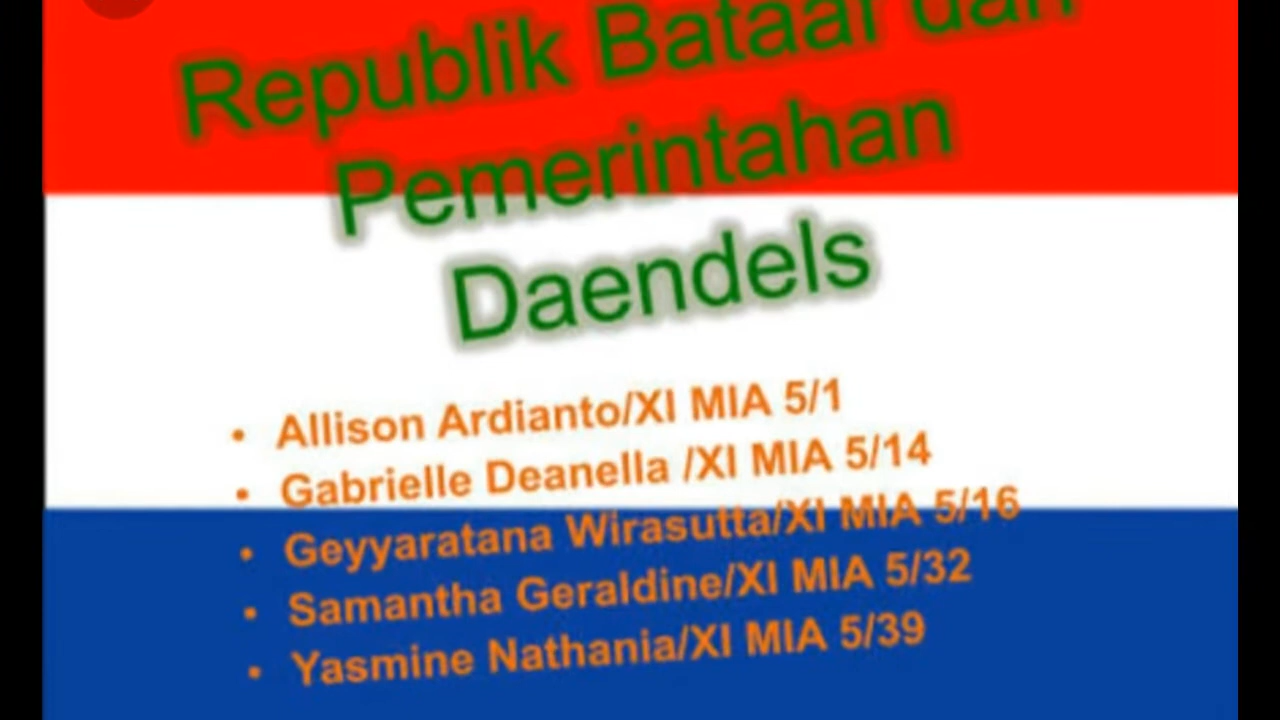 Republik Bataaf dan
Pemerintahan
Daendels
• Allison Ardianto/XI MIA 5/1
• Gabrielle Deanella /XI MIA 5/14
• Geyyaratana Wirasutta/XI MIA 5/16
• Samantha Geraldine/XI MIA 5/32
• Yasmine Nathania/XI MIA 5/39